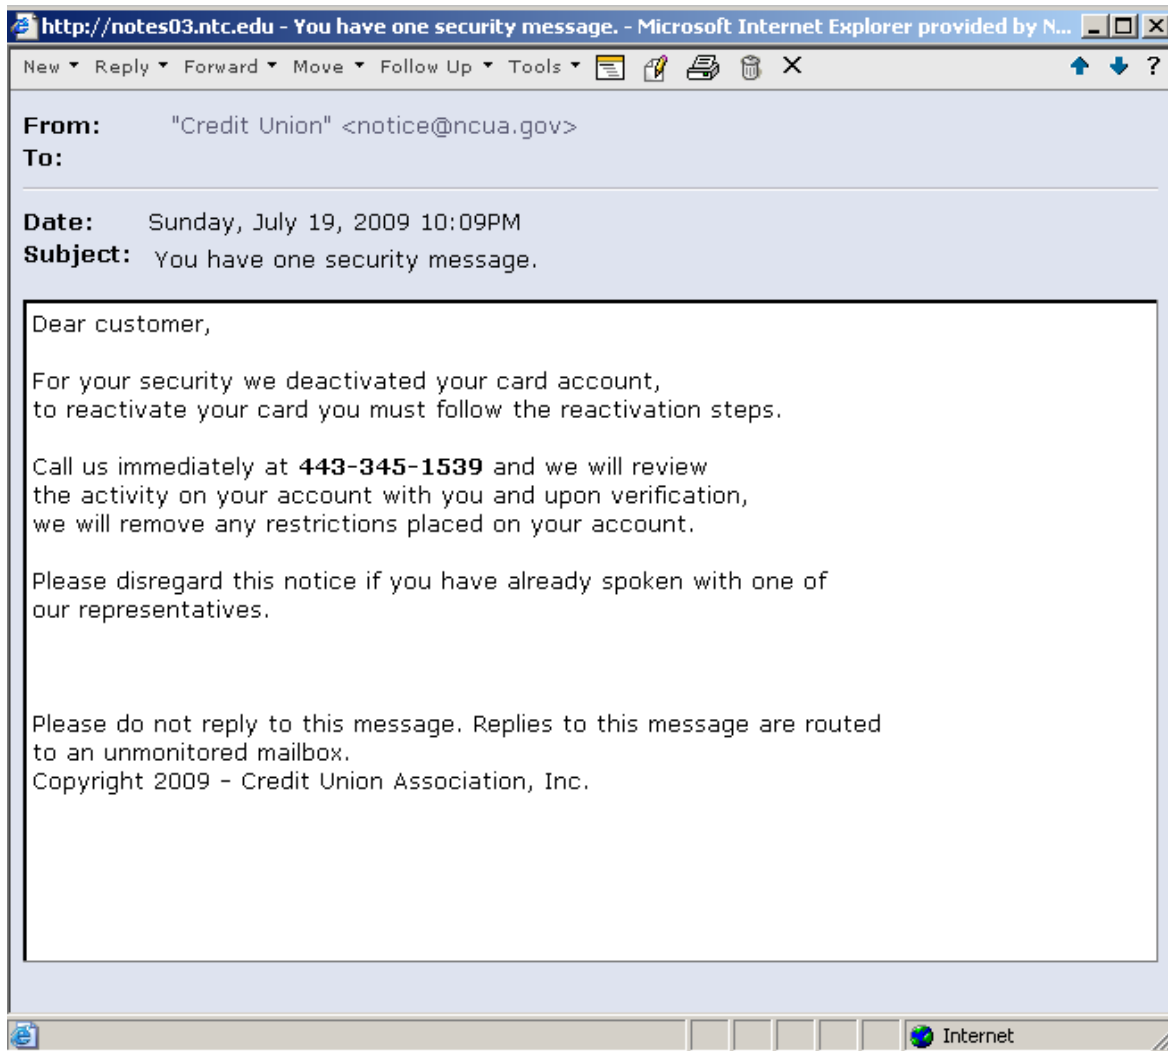 http://notes03.ntc.edu - You have one security message. - Microsoft Internet Explorer provided by N...
New Reply Forward Move Follow Up Tools ?
From: "Credit Union" <notice@ncua.gov>
To:
Date: Sunday, July 19, 2009 10:09PM
Subject: You have one security message.
Dear customer,
For your security we deactivated your card account,
to reactivate your card you must follow the reactivation steps.
Call us immediately at 443-345-1539 and we will review
the activity on your account with you and upon verification,
we will remove any restrictions placed on your account.
Please disregard this notice if you have already spoken with one of
our representatives.
Please do not reply to this message. Replies to this message are routed
to an unmonitored mailbox.
Copyright 2009 - Credit Union Association, Inc.
Internet